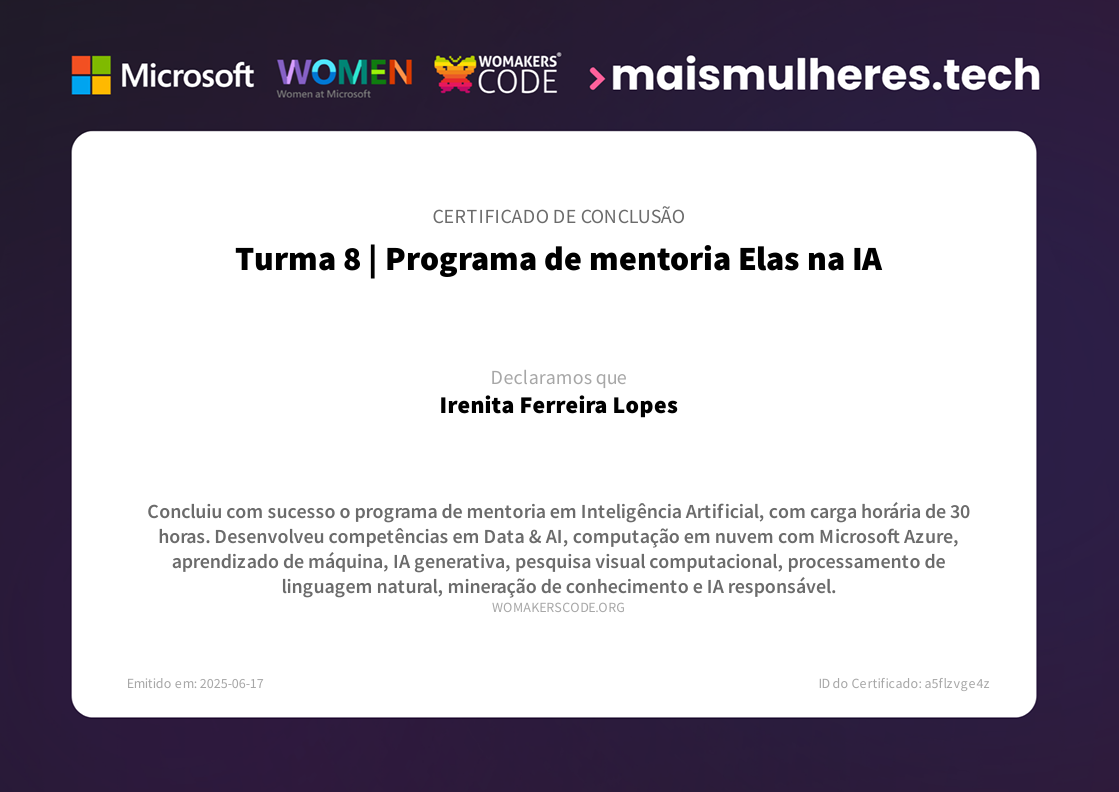 Microsoft
WOMEN
Women at Microsoft
WOMAKERS®
CODE
maismulheres.tech
CERTIFICADO DE CONCLUSÃO
Turma 8 | Programa de mentoria Elas na IA
Declaramos que
Irenita Ferreira Lopes
Concluiu com sucesso o programa de mentoria em Inteligência Artificial, com carga horária de 30
horas. Desenvolveu competências em Data & AI, computação em nuvem com Microsoft Azure,
aprendizado de máquina, IA generativa, pesquisa visual computacional, processamento de
linguagem natural, mineração de conhecimento e IA responsável.
WOMAKERSCODE.ORG
Emitido em: 2025-06-17
ID do Certificado: a5flzvge4z